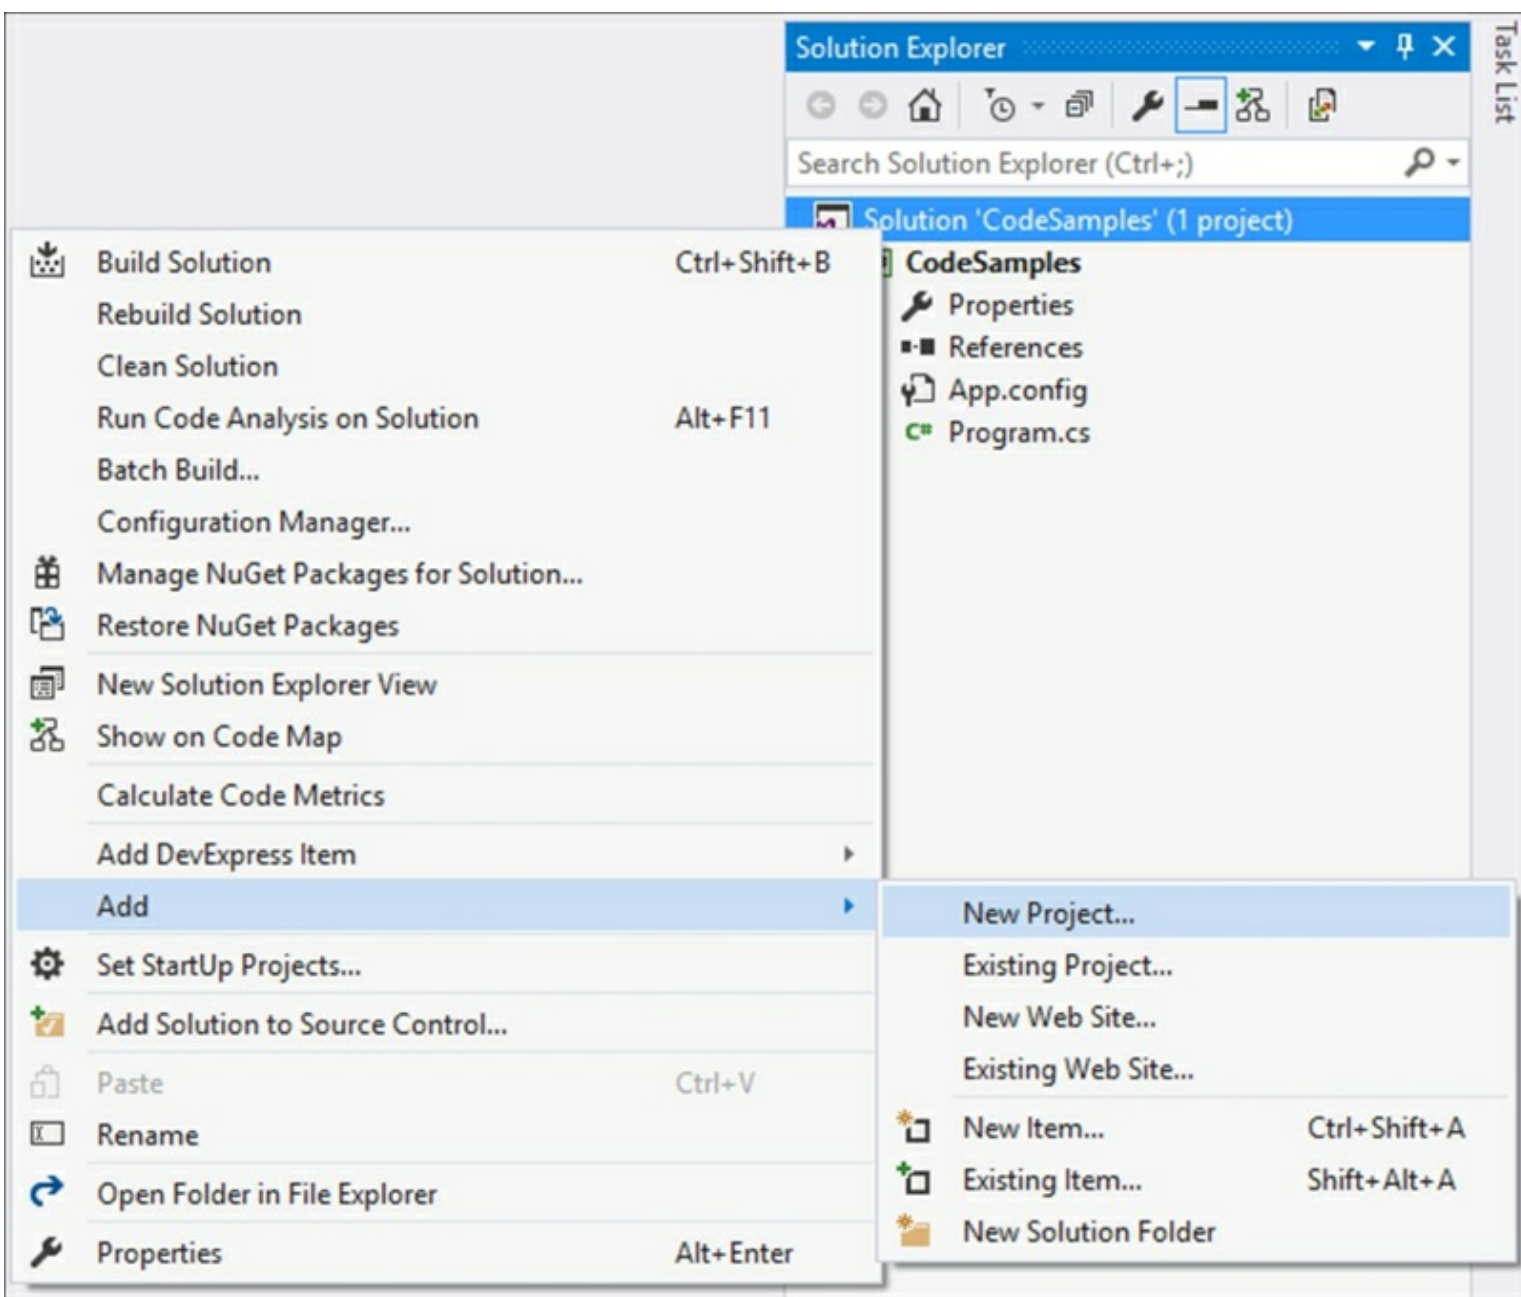 Solution Explorer
Task List
Search Solution Explorer (Ctrl+;)
Solution 'CodeSamples' (1 project)
CodeSamples
Properties
References
App.config
C# Program.cs
Build Solution Ctrl+Shift+B
Rebuild Solution
Clean Solution
Run Code Analysis on Solution Alt+F11
Batch Build...
Configuration Manager...
Manage NuGet Packages for Solution...
Restore NuGet Packages
New Solution Explorer View
Show on Code Map
Calculate Code Metrics
Add DevExpress Item
Add
Set StartUp Projects...
Add Solution to Source Control...
Paste Ctrl+V
Rename
Open Folder in File Explorer
Properties Alt+Enter
New Project...
Existing Project...
New Web Site...
Existing Web Site...
New Item... Ctrl+Shift+A
Existing Item... Shift+Alt+A
New Solution Folder